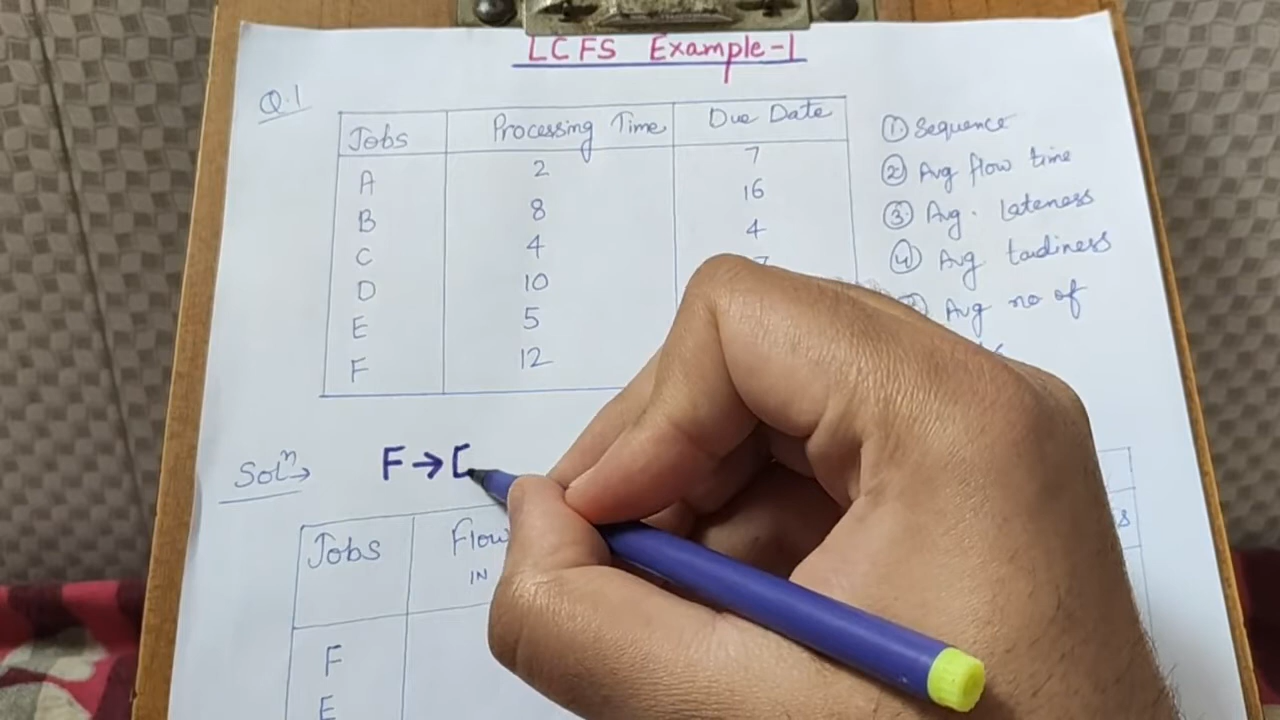 LCFS Example-1
Q.1
Jobs Processing Time Due Date
A 2 7
B 8 16
C 4 4
D 10
E 5
F 12
① Sequence
② Avg flow time
③ Avg. lateness
④ Avg tardiness
Avg no of
Solⁿ→ F→
Jobs Flow
IN
F
E